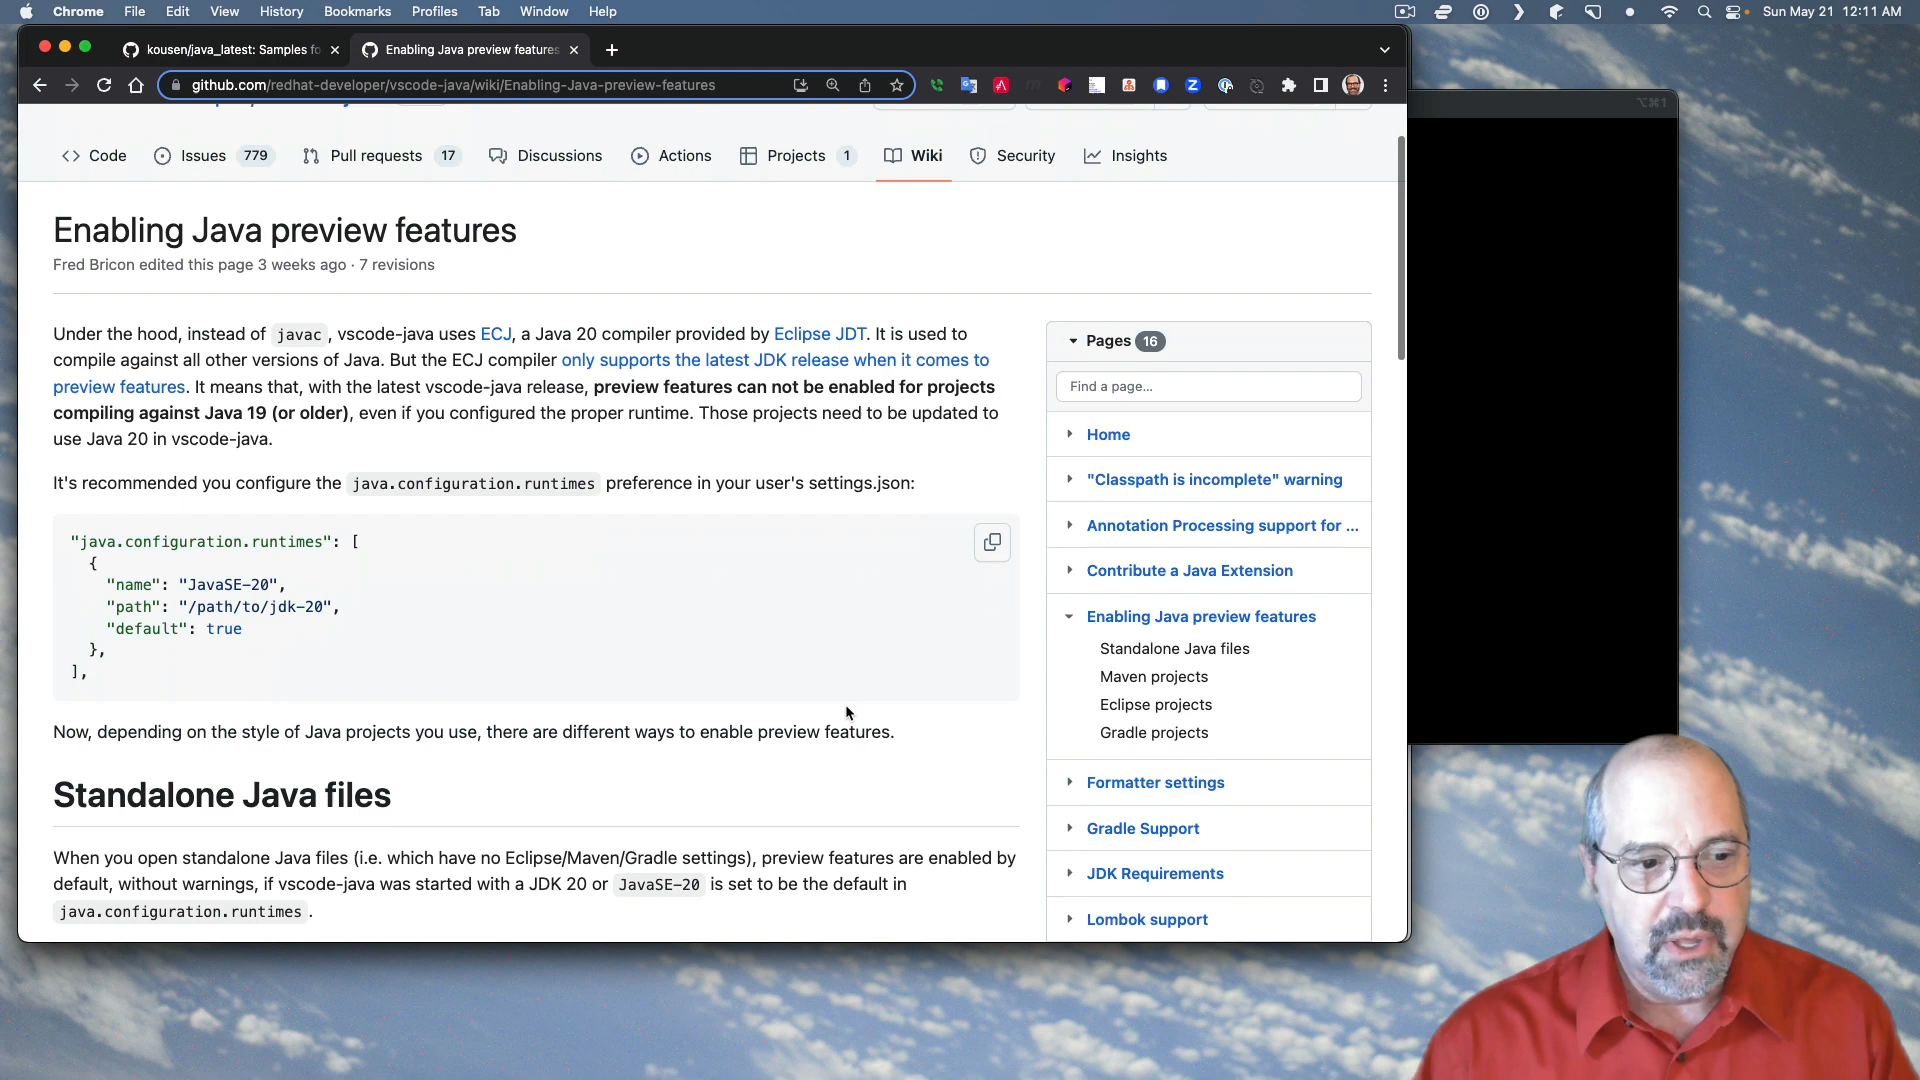 Chrome File Edit View History Bookmarks Profiles Tab Window Help
Sun May 21 12:11 AM
kousen/java_latest: Samples fo
Enabling Java preview features
github.com/redhat-developer/vscode-java/wiki/Enabling-Java-preview-features
⌥⌘1
Code
Issues 779
Pull requests 17
Discussions
Actions
Projects 1
Wiki
Security
Insights
Enabling Java preview features
Fred Bricon edited this page 3 weeks ago · 7 revisions
Under the hood, instead of javac, vscode-java uses ECJ, a Java 20 compiler provided by Eclipse JDT. It is used to
compile against all other versions of Java. But the ECJ compiler only supports the latest JDK release when it comes to
preview features. It means that, with the latest vscode-java release, preview features can not be enabled for projects
compiling against Java 19 (or older), even if you configured the proper runtime. Those projects need to be updated to
use Java 20 in vscode-java.
It's recommended you configure the java.configuration.runtimes preference in your user's settings.json:
"java.configuration.runtimes": [
{
"name": "JavaSE-20",
"path": "/path/to/jdk-20",
"default": true
},
],
Now, depending on the style of Java projects you use, there are different ways to enable preview features.
Standalone Java files
When you open standalone Java files (i.e. which have no Eclipse/Maven/Gradle settings), preview features are enabled by
default, without warnings, if vscode-java was started with a JDK 20 or JavaSE-20 is set to be the default in
java.configuration.runtimes.
Pages 16
Find a page...
Home
"Classpath is incomplete" warning
Annotation Processing support for ...
Contribute a Java Extension
Enabling Java preview features
Standalone Java files
Maven projects
Eclipse projects
Gradle projects
Formatter settings
Gradle Support
JDK Requirements
Lombok support